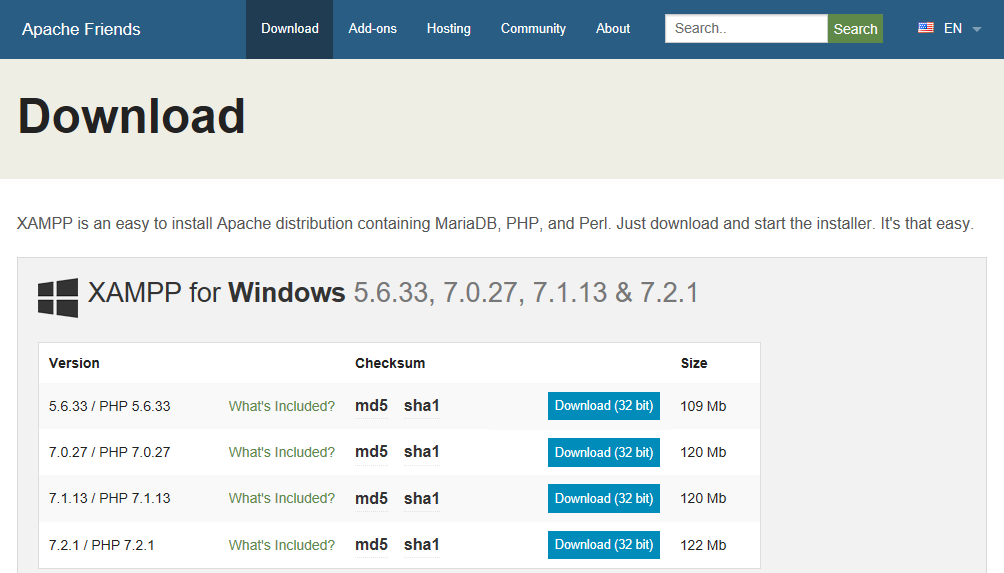 Apache Friends Download Add-ons Hosting Community About Search.. Search EN
Download
XAMPP is an easy to install Apache distribution containing MariaDB, PHP, and Perl. Just download and start the installer. It's that easy.
XAMPP for Windows 5.6.33, 7.0.27, 7.1.13 & 7.2.1
Version Checksum Size
5.6.33 / PHP 5.6.33 What's Included? md5 sha1 Download (32 bit) 109 Mb
7.0.27 / PHP 7.0.27 What's Included? md5 sha1 Download (32 bit) 120 Mb
7.1.13 / PHP 7.1.13 What's Included? md5 sha1 Download (32 bit) 120 Mb
7.2.1 / PHP 7.2.1 What's Included? md5 sha1 Download (32 bit) 122 Mb